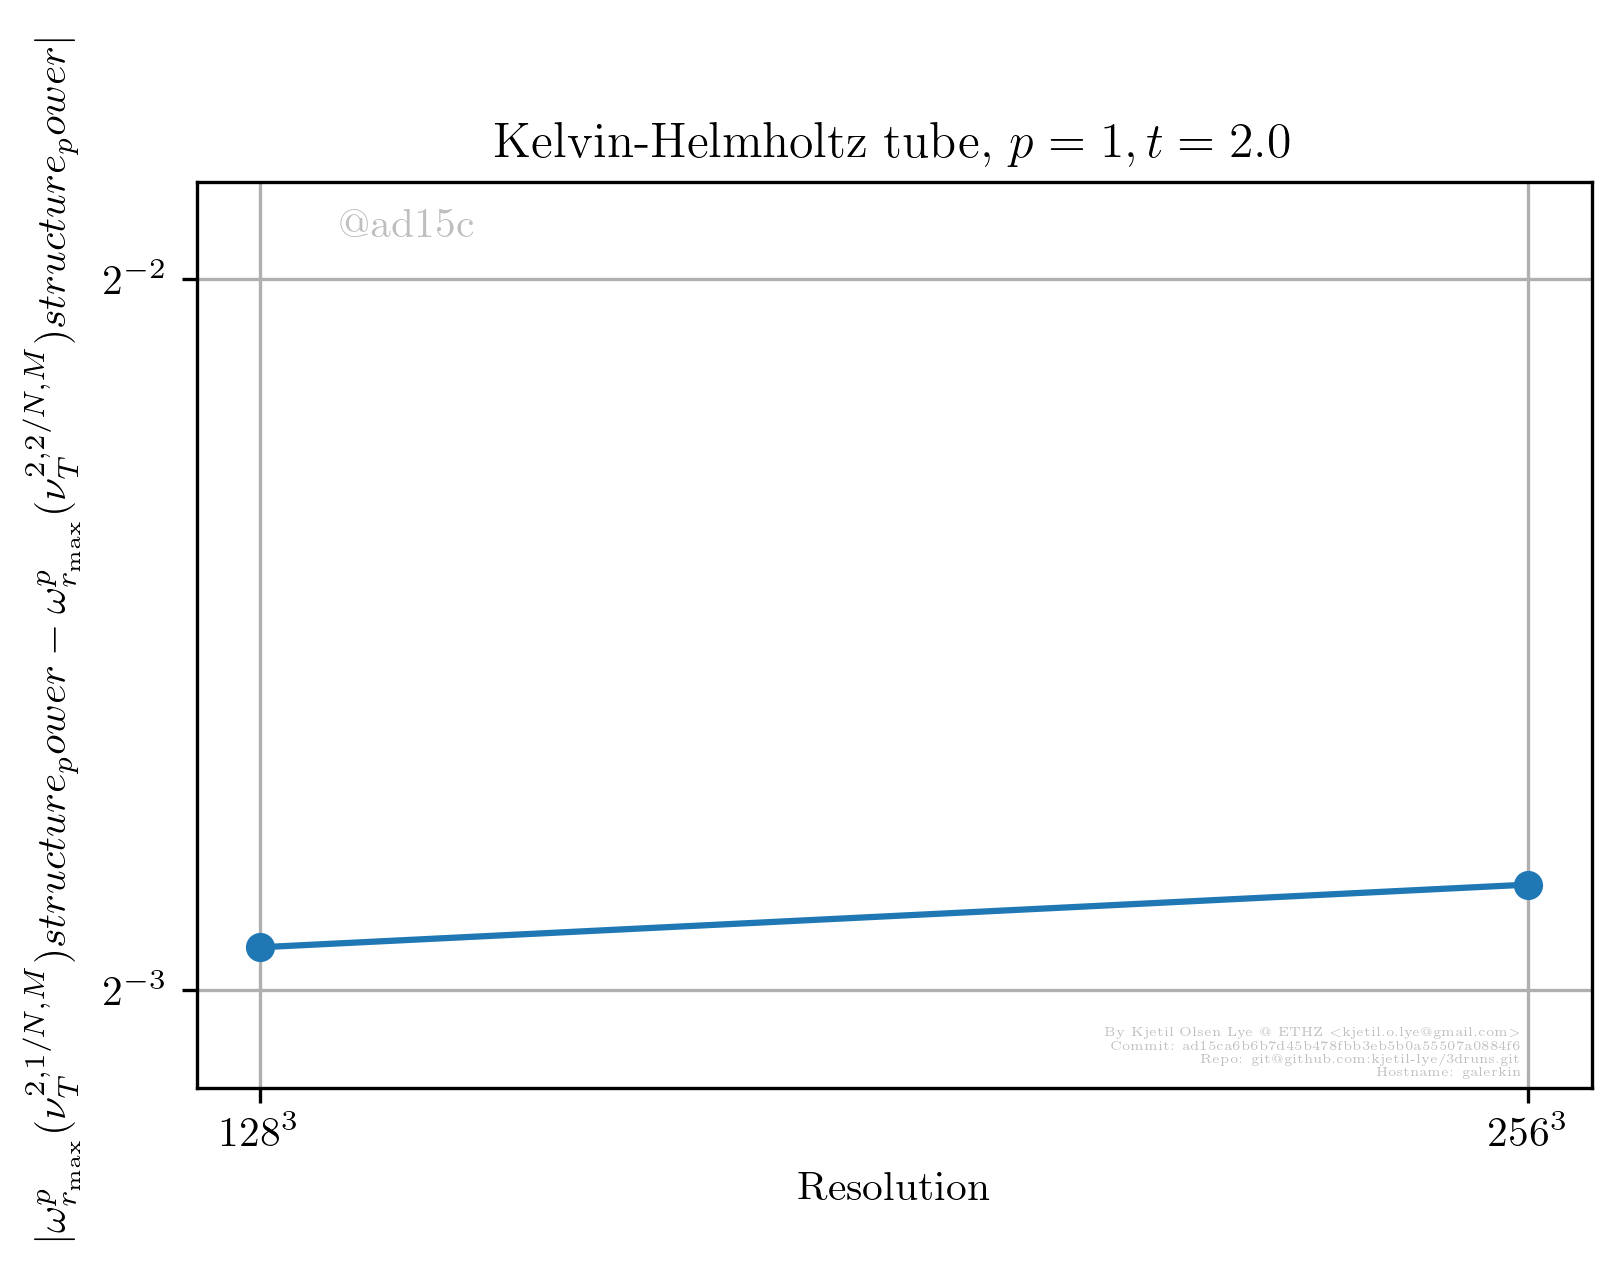 Kelvin-Helmholtz tube, p = 1, t = 2.0
|ω^p_{r_max}(ν_T^{2,1/N,M})structure_power − ω^p_{r_max}(ν_T^{2,2/N,M})structure_power|
@ad15c
2^{−2}
2^{−3}
By Kjetil Olsen Lye @ ETHZ <kjetil.o.lye@gmail.com>
Commit: ad15ca6b6b7d45b478fbb3eb5b0a55507a0884f6
Repo: git@github.com:kjetil-lye/3druns.git
Hostname: galerkin
128^3 256^3
Resolution